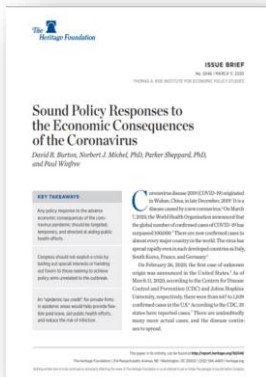 The
Heritage Foundation
ISSUE BRIEF
THOMAS A. ROE INSTITUTE FOR ECONOMIC POLICY STUDIES
Sound Policy Responses to
the Economic Consequences
of the Coronavirus
David R. Burton, Norbert J. Michel, PhD, Parker Sheppard, PhD,
and Paul Winfree
KEY TAKEAWAYS
Any policy response to the adverse
economic consequences of the coro-
navirus pandemic should be targeted,
temporary, and directed at aiding public
health efforts.
Congress should not exploit a crisis by
bailing out special interests or handing
out favors to those seeking to achieve
policy aims unrelated to the outbreak.
An “epidemic tax credit” for private firms
in epidemic areas would help provide flex-
ible paid leave, aid public health efforts,
and reduce the risk of infection.
Coronavirus disease 2019 (COVID-19) originated
in Wuhan, China, in late December, 2019. It is a
disease caused by a new coronavirus. On March
7, 2020, the World Health Organization announced that
the global number of confirmed cases of COVID-19 has
surpassed 100,000. There are now confirmed cases in
almost every major country in the world. The virus has
spread rapidly even in such developed countries as Italy,
South Korea, France, and Germany.
On February 26, 2020, the first case of unknown
origin was announced in the United States. As of
March 11, 2020, according to the Centers for Disease
Control and Prevention (CDC) and Johns Hopkins
University, respectively, there were from 647 to 1,039
confirmed cases in the U.S. According to the CDC, 35
states have reported cases. There are undoubtedly
many more actual cases, and the disease contin-
ues to spread.